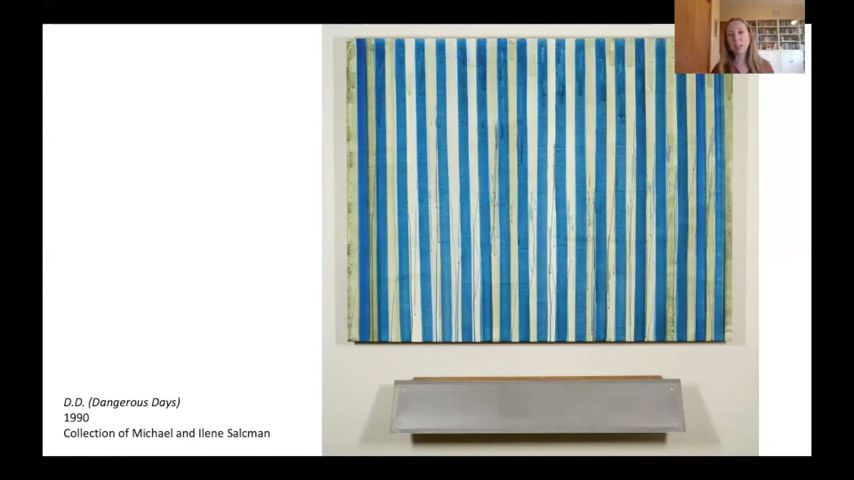 D.D. (Dangerous Days)
1990
Collection of Michael and Ilene Salcman